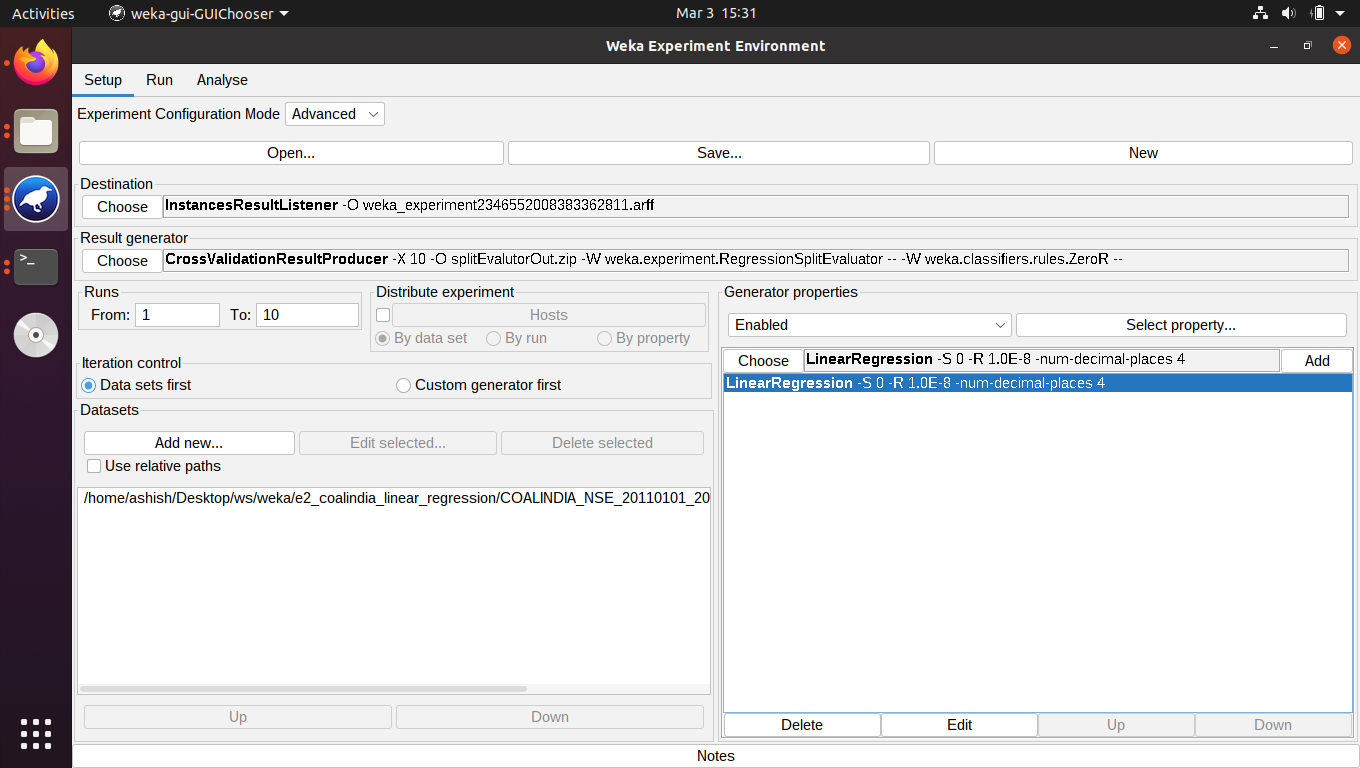 Activities weka-gui-GUIChooser Mar 3 15:31
Weka Experiment Environment
Setup Run Analyse
Experiment Configuration Mode Advanced
Open... Save... New
Destination
Choose InstancesResultListener -O weka_experiment2346552008383362811.arff
Result generator
Choose CrossValidationResultProducer -X 10 -O splitEvalutorOut.zip -W weka.experiment.RegressionSplitEvaluator -- -W weka.classifiers.rules.ZeroR --
Runs
From: 1 To: 10
Distribute experiment
Hosts
By data set By run By property
Iteration control
Data sets first Custom generator first
Datasets
Add new... Edit selected... Delete selected
Use relative paths
/home/ashish/Desktop/ws/weka/e2_coalindia_linear_regression/COALINDIA_NSE_20110101_20
Up Down
Generator properties
Enabled Select property...
Choose LinearRegression -S 0 -R 1.0E-8 -num-decimal-places 4 Add
LinearRegression -S 0 -R 1.0E-8 -num-decimal-places 4
Delete Edit Up Down
Notes